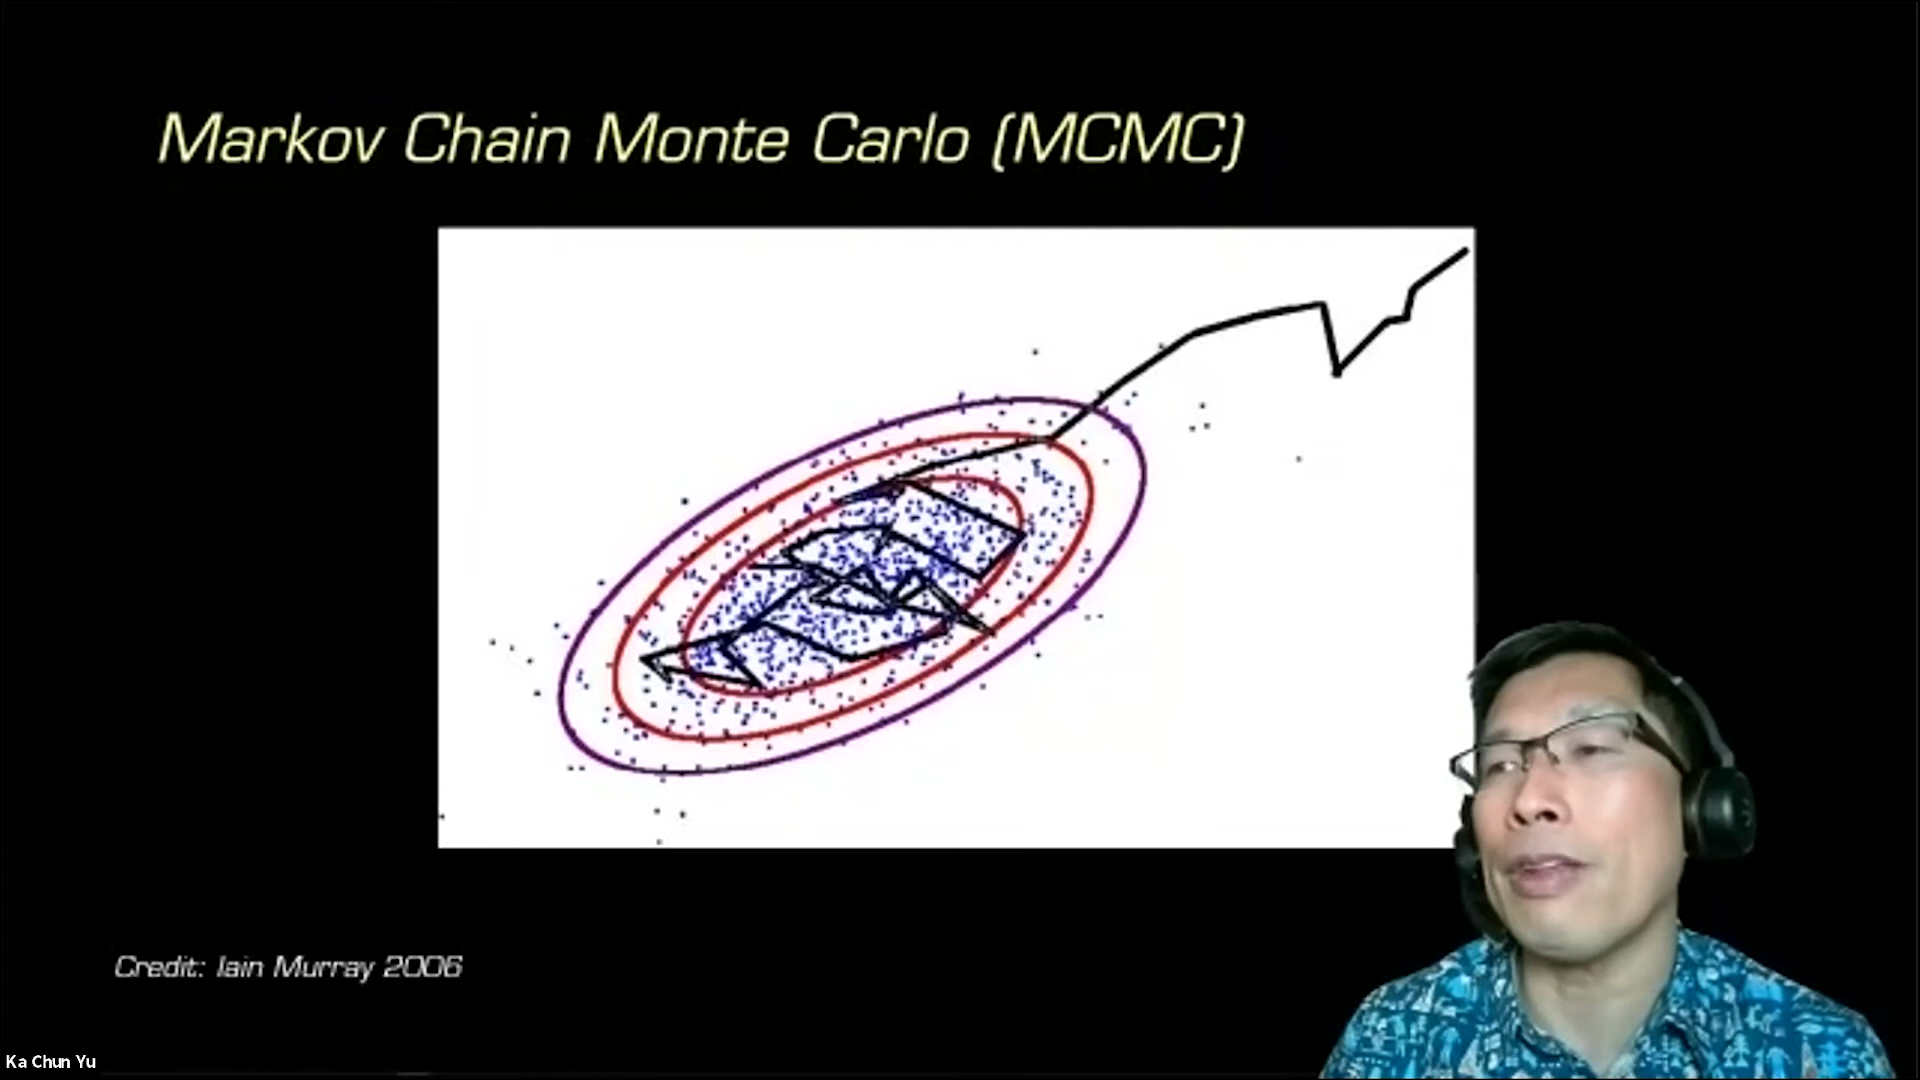 Markov Chain Monte Carlo (MCMC)
Credit: Iain Murray 2006
Ka Chun Yu